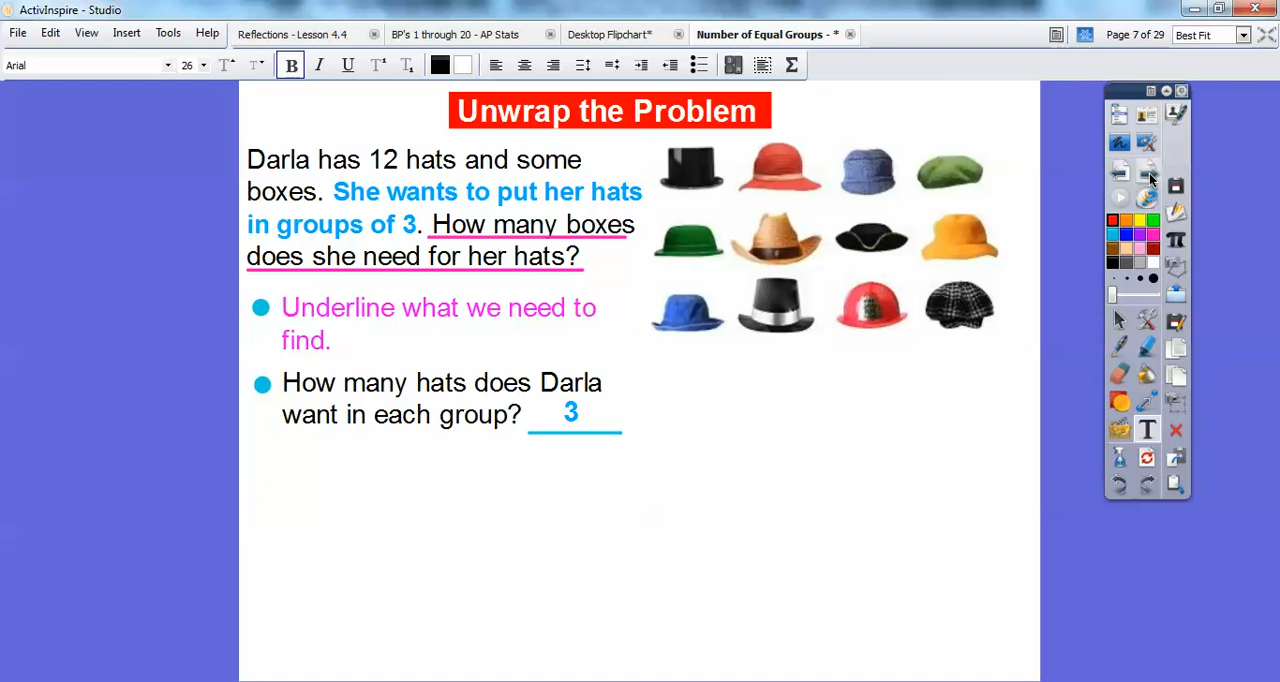 ActivInspire - Studio
File Edit View Insert Tools Help
Reflections - Lesson 4.4 BP's 1 through 20 - AP Stats Desktop Flipchart* Number of Equal Groups - * Page 7 of 29 Best Fit
Arial 26 T T B I U T T Σ
Unwrap the Problem
Darla has 12 hats and some
boxes. She wants to put her hats
in groups of 3. How many boxes
does she need for her hats?
Underline what we need to
find.
How many hats does Darla
want in each group? 3
T